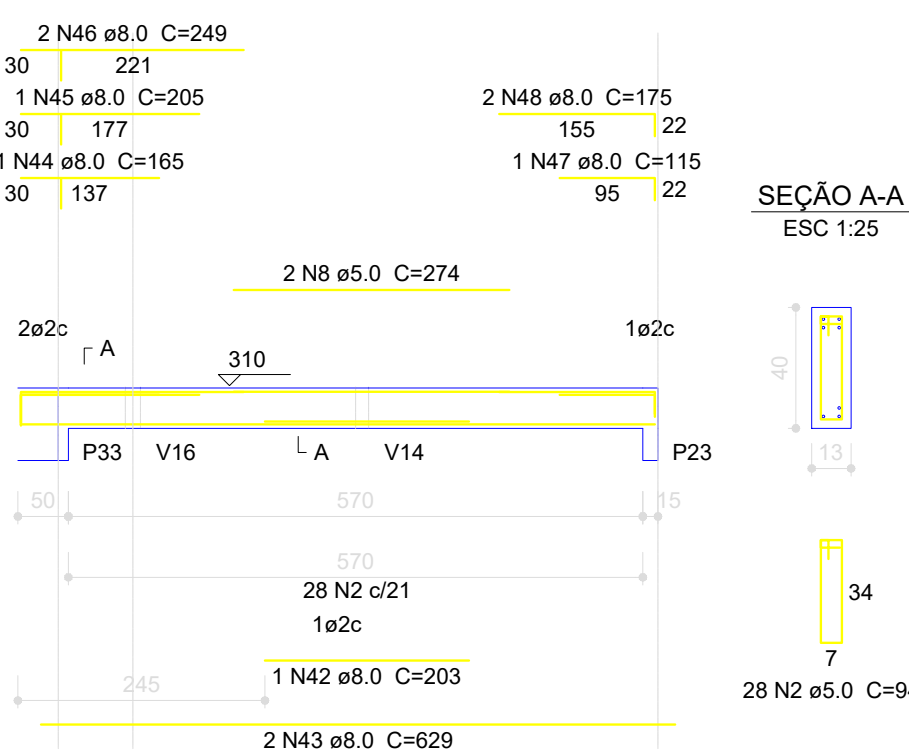 2 N46 ø8.0 C=249
30 221
1 N45 ø8.0 C=205
30 177
1 N44 ø8.0 C=165
30 137
2 N48 ø8.0 C=175
155 22
1 N47 ø8.0 C=115
95 22
SEÇÃO A-A
ESC 1:25
2 N8 ø5.0 C=274
2ø2c
1ø2c
A
310
40
P33 V16 A V14 P23
13
50 570 15
570
28 N2 c/21
1ø2c
34
7
1 N42 ø8.0 C=203
245
28 N2 ø5.0
2 N43 ø8.0 C=629